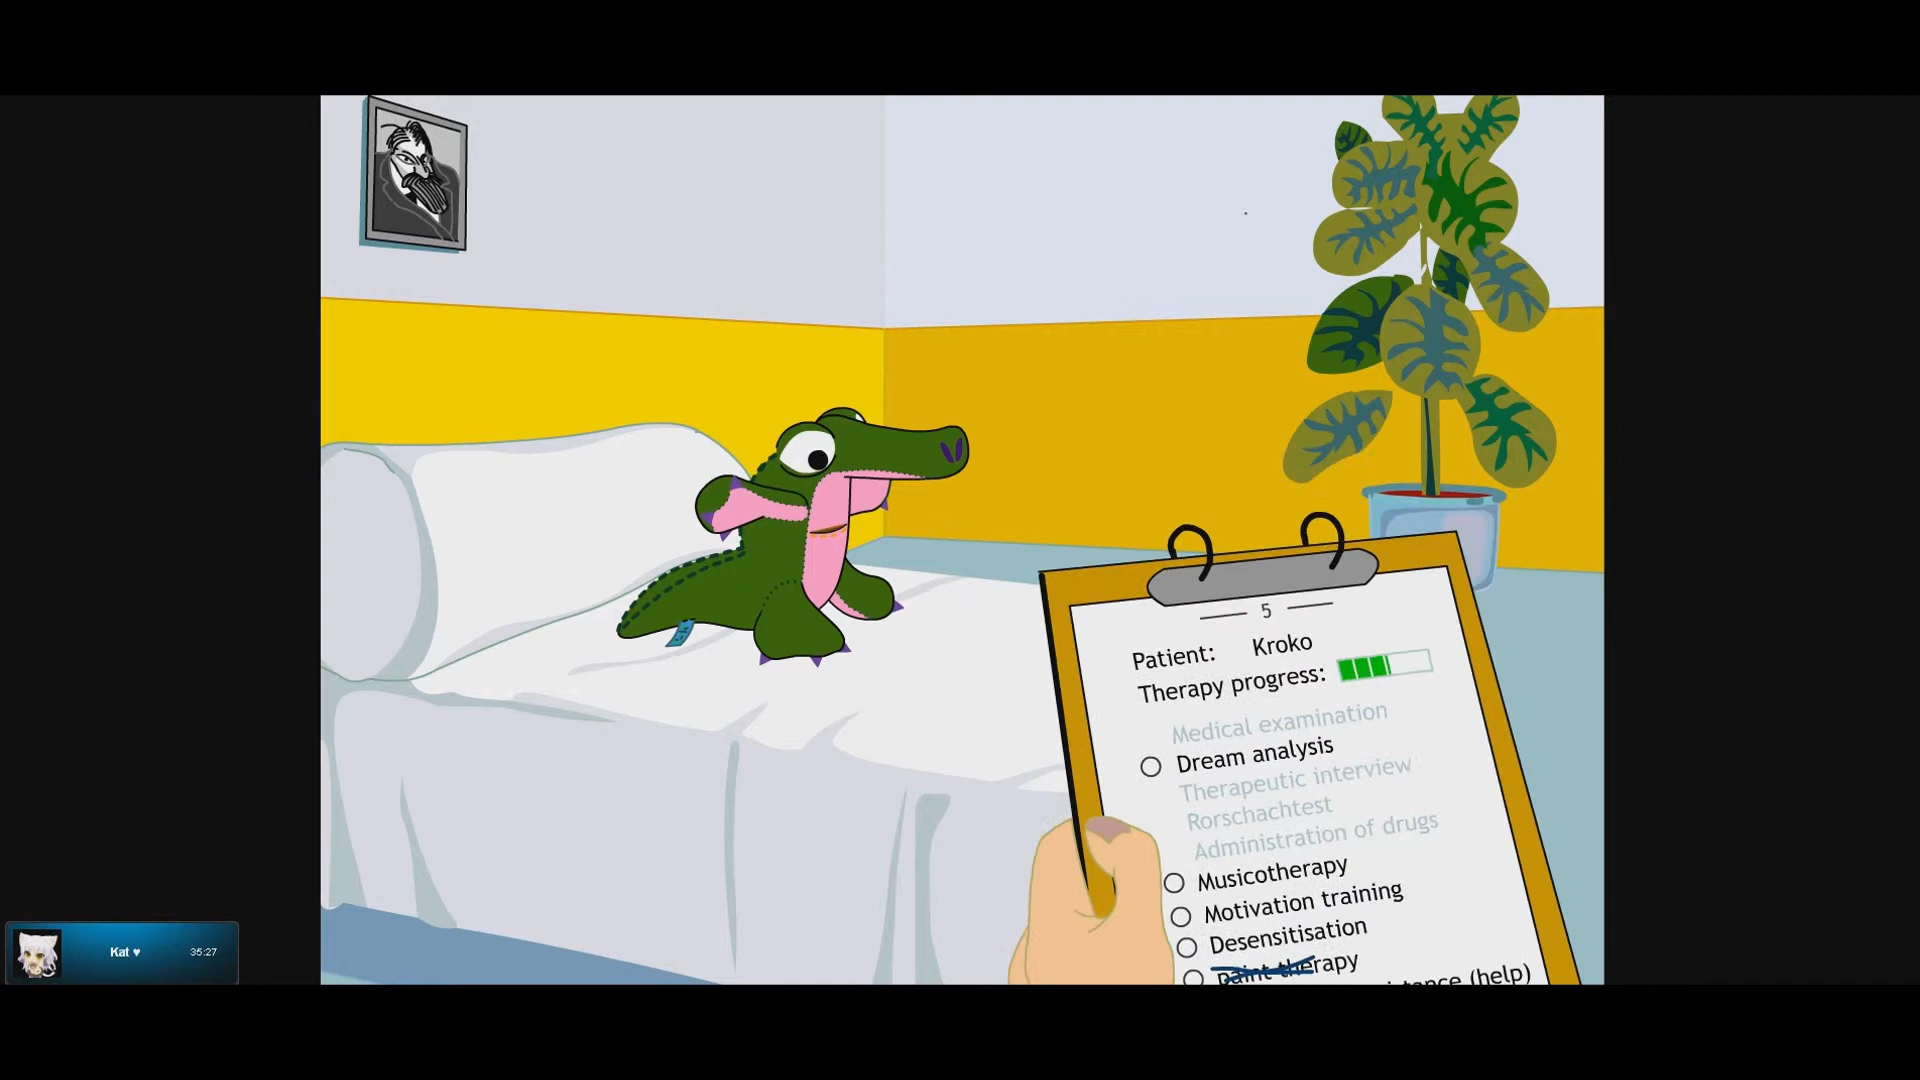 5
Patient: Kroko
Therapy progress:
Medical examination
Dream analysis
Therapeutic interview
Rorschachtest
Administration of drugs
Musicotherapy
Motivation training
Desensitisation
paint therapy
(help)
Kat ♥ 35:27